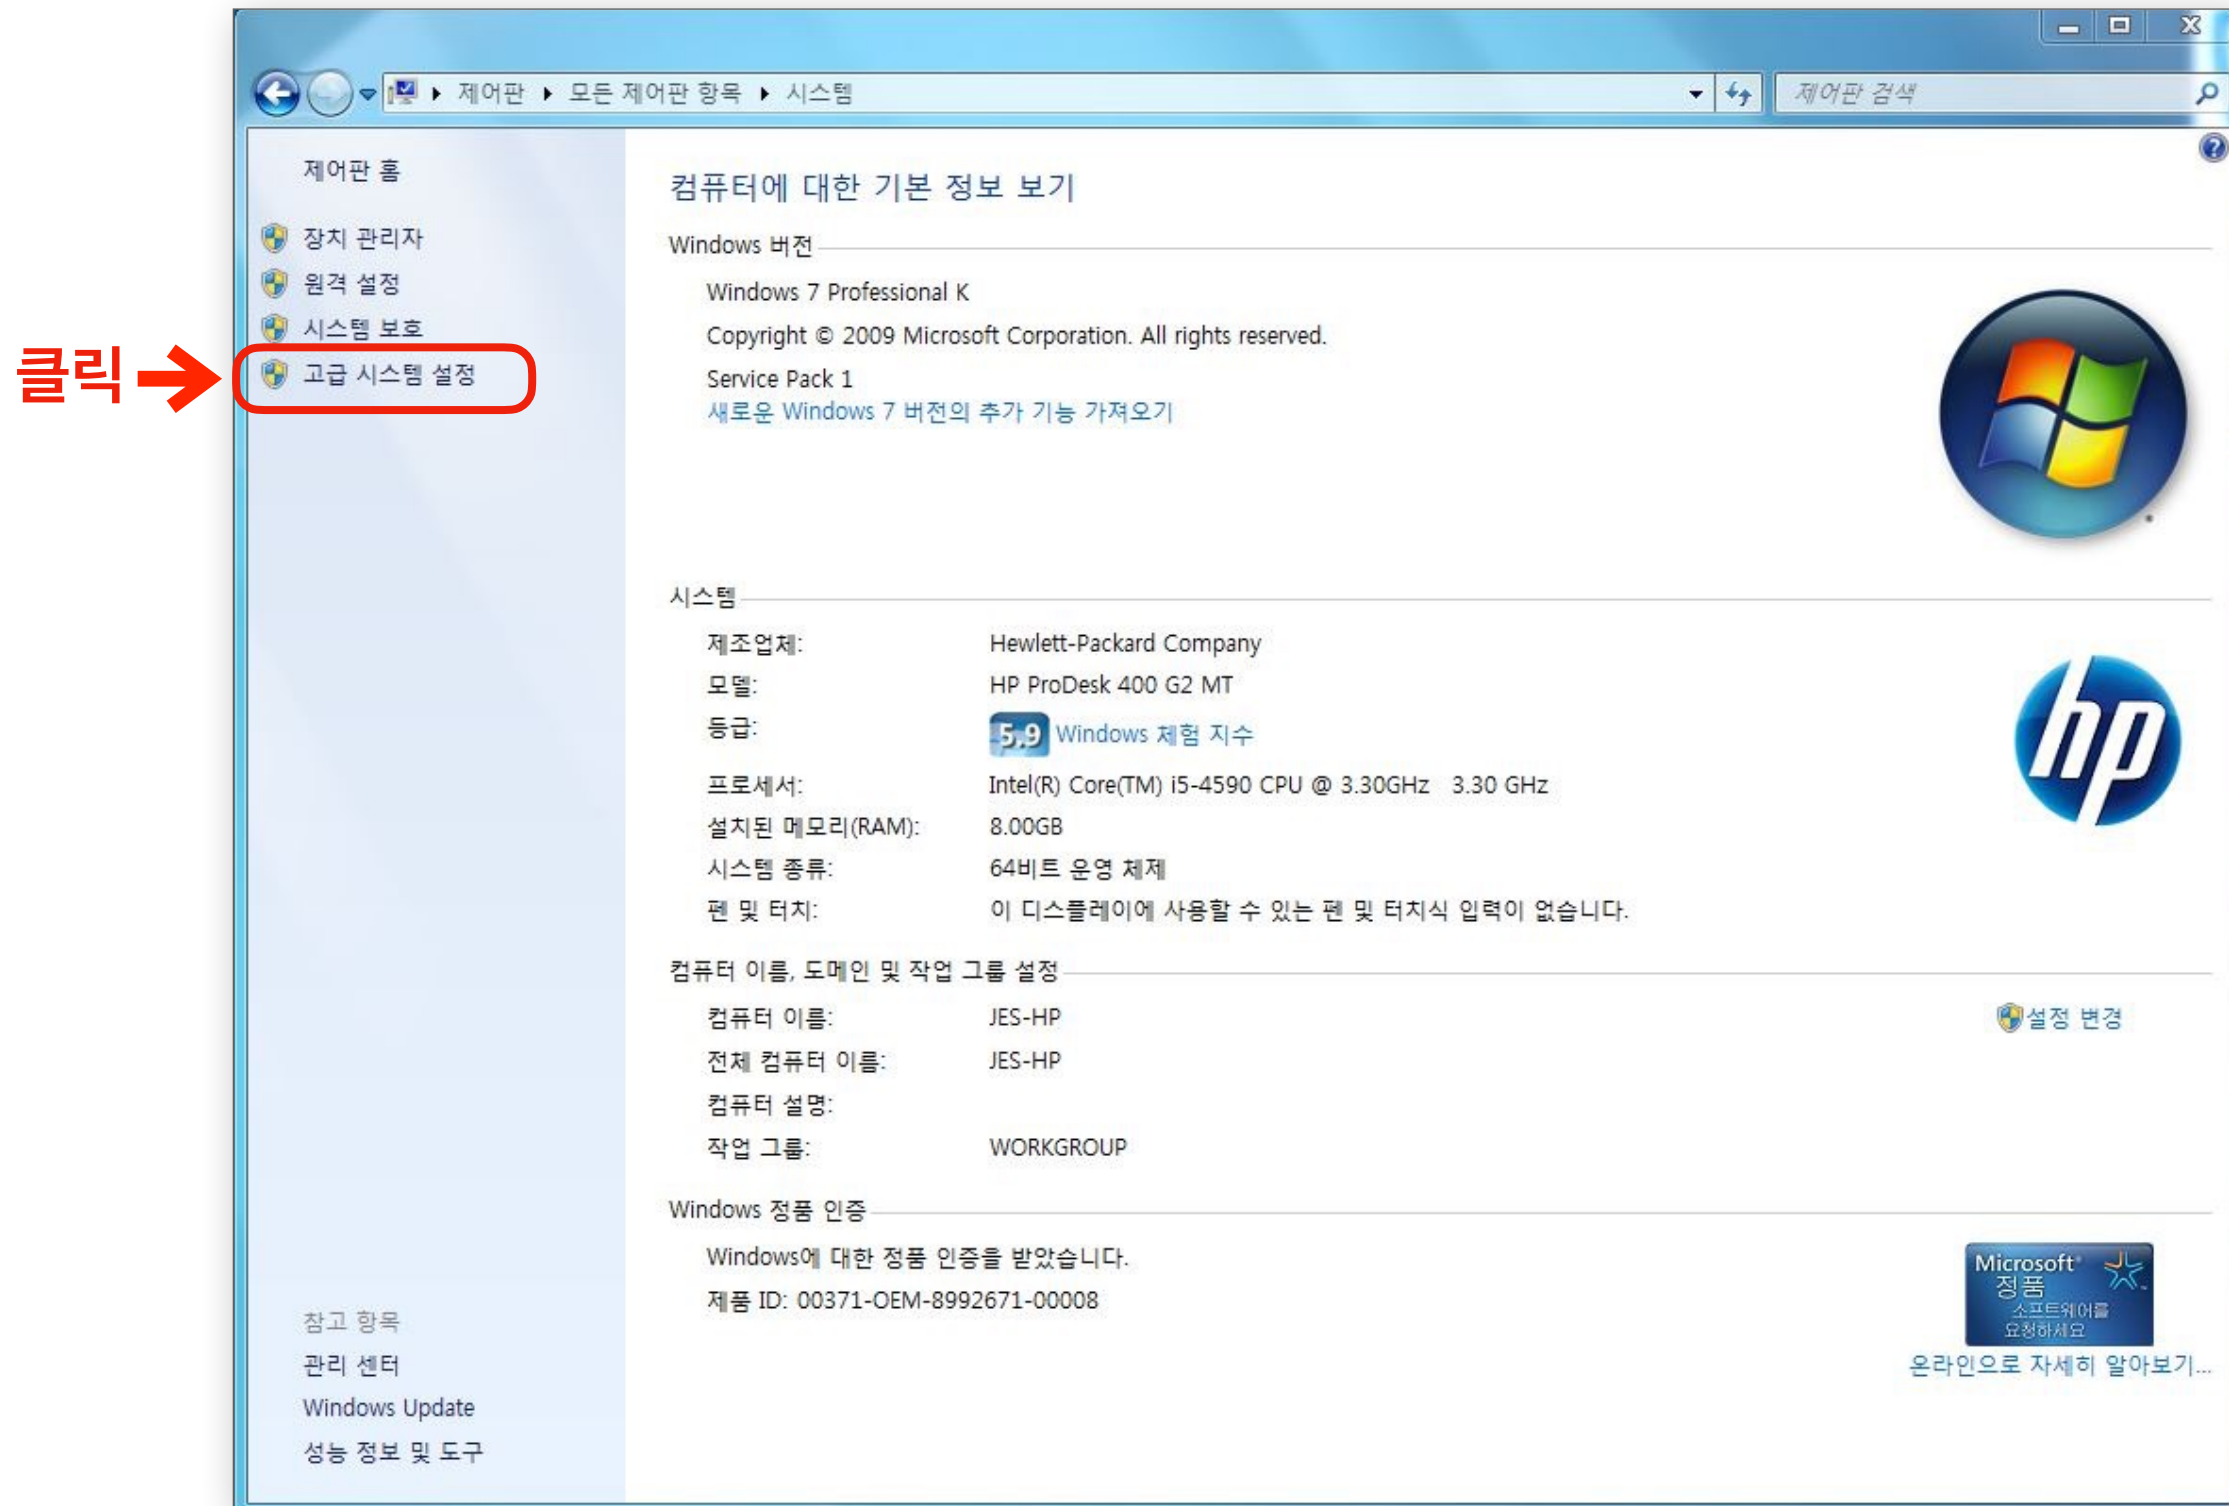 제어판 ▸ 모든 제어판 항목 ▸ 시스템
제어판 검색
제어판 홈
장치 관리자
원격 설정
시스템 보호
클릭
고급 시스템 설정
컴퓨터에 대한 기본 정보 보기
Windows 버전
Windows 7 Professional K
Copyright © 2009 Microsoft Corporation. All rights reserved.
Service Pack 1
새로운 Windows 7 버전의 추가 기능 가져오기
시스템
제조업체: Hewlett-Packard Company
모델: HP ProDesk 400 G2 MT
등급: 5.9 Windows 체험 지수
프로세서: Intel(R) Core(TM) i5-4590 CPU @ 3.30GHz 3.30 GHz
설치된 메모리(RAM): 8.00GB
시스템 종류: 64비트 운영 체제
펜 및 터치: 이 디스플레이에 사용할 수 있는 펜 및 터치식 입력이 없습니다.
hp
컴퓨터 이름, 도메인 및 작업 그룹 설정
컴퓨터 이름: JES-HP 설정 변경
전체 컴퓨터 이름: JES-HP
컴퓨터 설명:
작업 그룹: WORKGROUP
Windows 정품 인증
Windows에 대한 정품 인증을 받았습니다.
제품 ID: 00371-OEM-8992671-00008
Microsoft
정품
소프트웨어를
요청하세요
온라인으로 자세히 알아보기...
참고 항목
관리 센터
Windows Update
성능 정보 및 도구